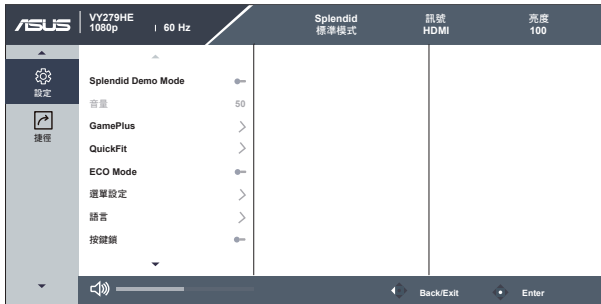 ASUS
VY279HE
1080p | 60 Hz
Splendid
標準模式
訊號
HDMI
亮度
100
設定
捷徑
Splendid Demo Mode
音量 50
GamePlus
QuickFit
ECO Mode
選單設定
語言
按鍵鎖
Back/Exit
Enter